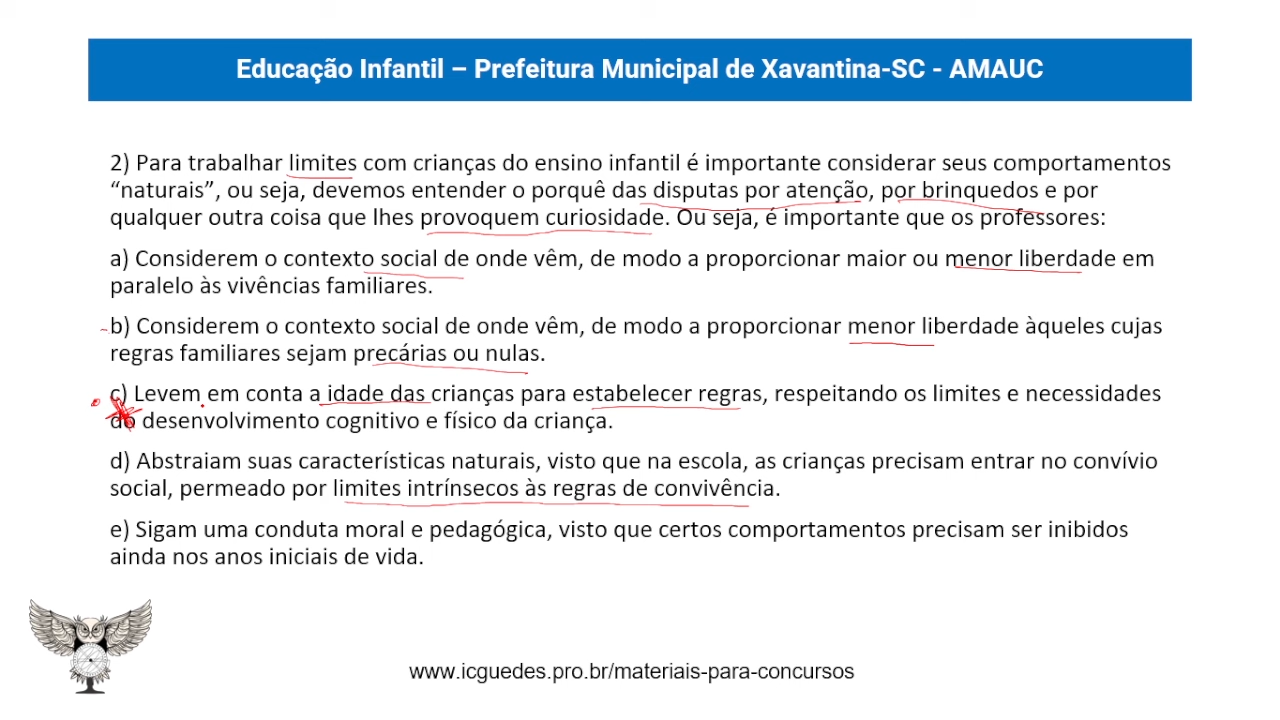 Educação Infantil – Prefeitura Municipal de Xavantina-SC - AMAUC
2) Para trabalhar limites com crianças do ensino infantil é importante considerar seus comportamentos
“naturais”, ou seja, devemos entender o porquê das disputas por atenção, por brinquedos e por
qualquer outra coisa que lhes provoquem curiosidade. Ou seja, é importante que os professores:
a) Considerem o contexto social de onde vêm, de modo a proporcionar maior ou menor liberdade em
paralelo às vivências familiares.
b) Considerem o contexto social de onde vêm, de modo a proporcionar menor liberdade àqueles cujas
regras familiares sejam precárias ou nulas.
c) Levem em conta a idade das crianças para estabelecer regras, respeitando os limites e necessidades
do desenvolvimento cognitivo e físico da criança.
d) Abstraiam suas características naturais, visto que na escola, as crianças precisam entrar no convívio
social, permeado por limites intrínsecos às regras de convivência.
e) Sigam uma conduta moral e pedagógica, visto que certos comportamentos precisam ser inibidos
ainda nos anos iniciais de vida.
www.icguedes.pro.br/materiais-para-concursos